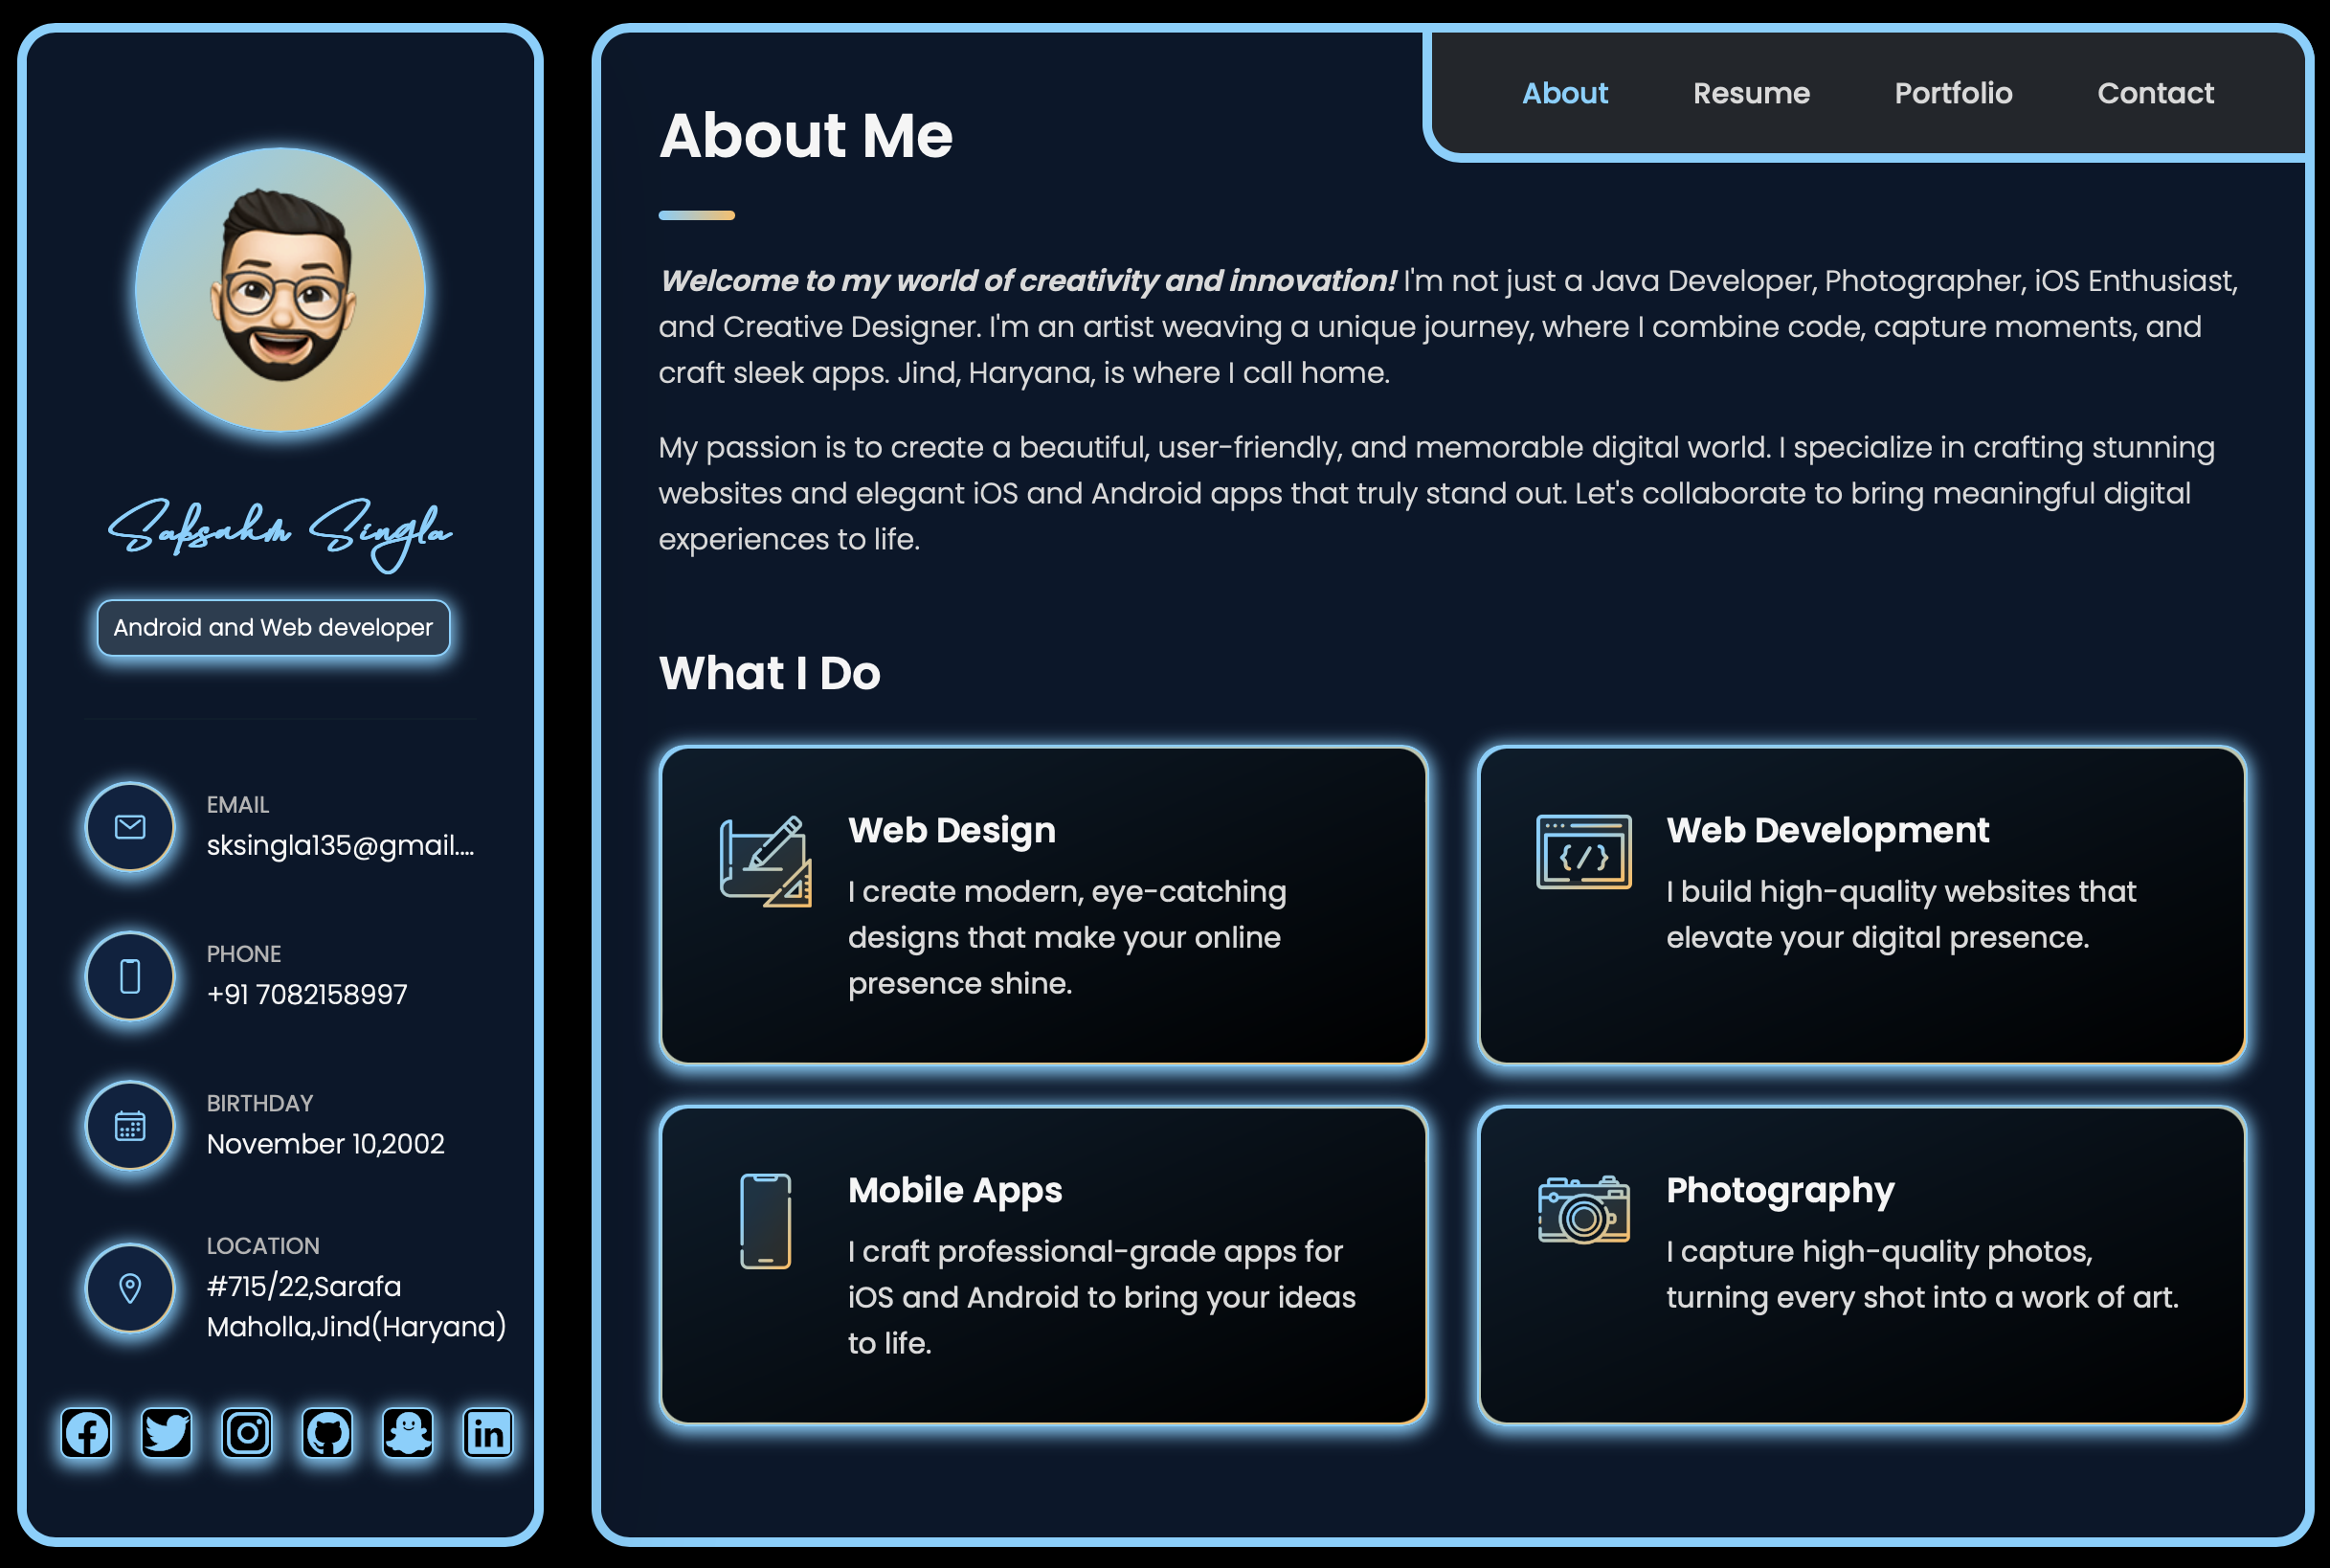 Saksahm Singla
Android and Web developer
EMAIL
sksingla135@gmail....
PHONE
+91 7082158997
BIRTHDAY
November 10,2002
LOCATION
#715/22,Sarafa
Maholla,Jind(Haryana)
About Resume Portfolio Contact
About Me
Welcome to my world of creativity and innovation! I'm not just a Java Developer, Photographer, iOS Enthusiast,
and Creative Designer. I'm an artist weaving a unique journey, where I combine code, capture moments, and
craft sleek apps. Jind, Haryana, is where I call home.
My passion is to create a beautiful, user-friendly, and memorable digital world. I specialize in crafting stunning
websites and elegant iOS and Android apps that truly stand out. Let's collaborate to bring meaningful digital
experiences to life.
What I Do
Web Design
I create modern, eye-catching
designs that make your online
presence shine.
Web Development
I build high-quality websites that
elevate your digital presence.
Mobile Apps
I craft professional-grade apps for
iOS and Android to bring your ideas
to life.
Photography
I capture high-quality photos,
turning every shot into a work of art.